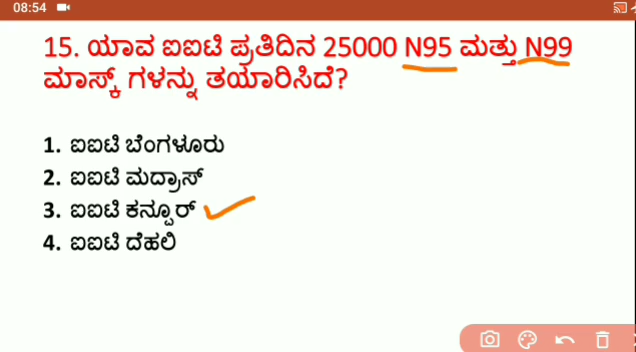 08:54
15. ಯಾವ ಐಐಟಿ ಪ್ರತಿದಿನ 25000 N95 ಮತ್ತು N99
ಮಾಸ್ಕ್ ಗಳನ್ನು ತಯಾರಿಸಿದೆ?
1. ಐಐಟಿ ಬೆಂಗಳೂರು
2. ಐಐಟಿ ಮದ್ರಾಸ್
3. ಐಐಟಿ ಕನ್ಪೂರ್
4. ಐಐಟಿ ದೆಹಲಿ